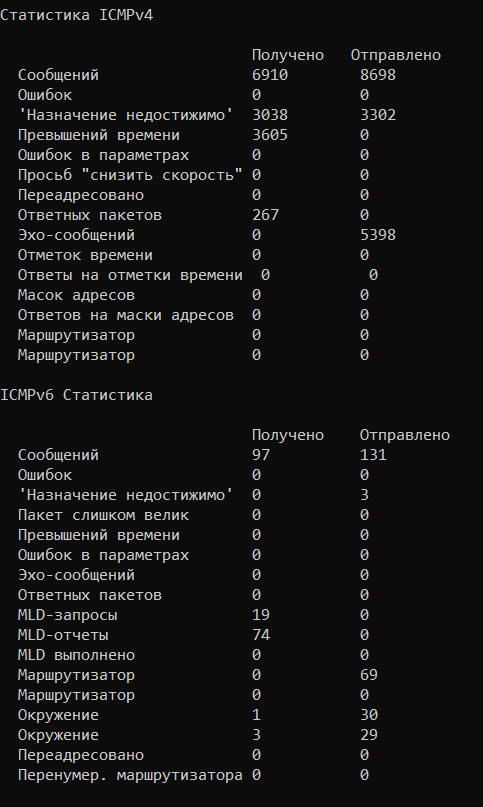 Статистика ICMPv4
Получено Отправлено
Сообщений 6910 8698
Ошибок 0 0
'Назначение недостижимо' 3038 3302
Превышений времени 3605 0
Ошибок в параметрах 0 0
Просьб "снизить скорость" 0 0
Переадресовано 0 0
Ответных пакетов 267 0
Эхо-сообщений 0 5398
Отметок времени 0 0
Ответы на отметки времени 0 0
Масок адресов 0 0
Ответов на маски адресов 0 0
Маршрутизатор 0 0
Маршрутизатор 0 0
ICMPv6 Статистика
Получено Отправлено
Сообщений 97 131
Ошибок 0 0
'Назначение недостижимо' 0 3
Пакет слишком велик 0 0
Превышений времени 0 0
Ошибок в параметрах 0 0
Эхо-сообщений 0 0
Ответных пакетов 0 0
MLD-запросы 19 0
MLD-отчеты 74 0
MLD выполнено 0 0
Маршрутизатор 0 69
Маршрутизатор 0 0
Окружение 1 30
Окружение 3 29
Переадресовано 0 0
Перенумер. маршрутизатора 0 0